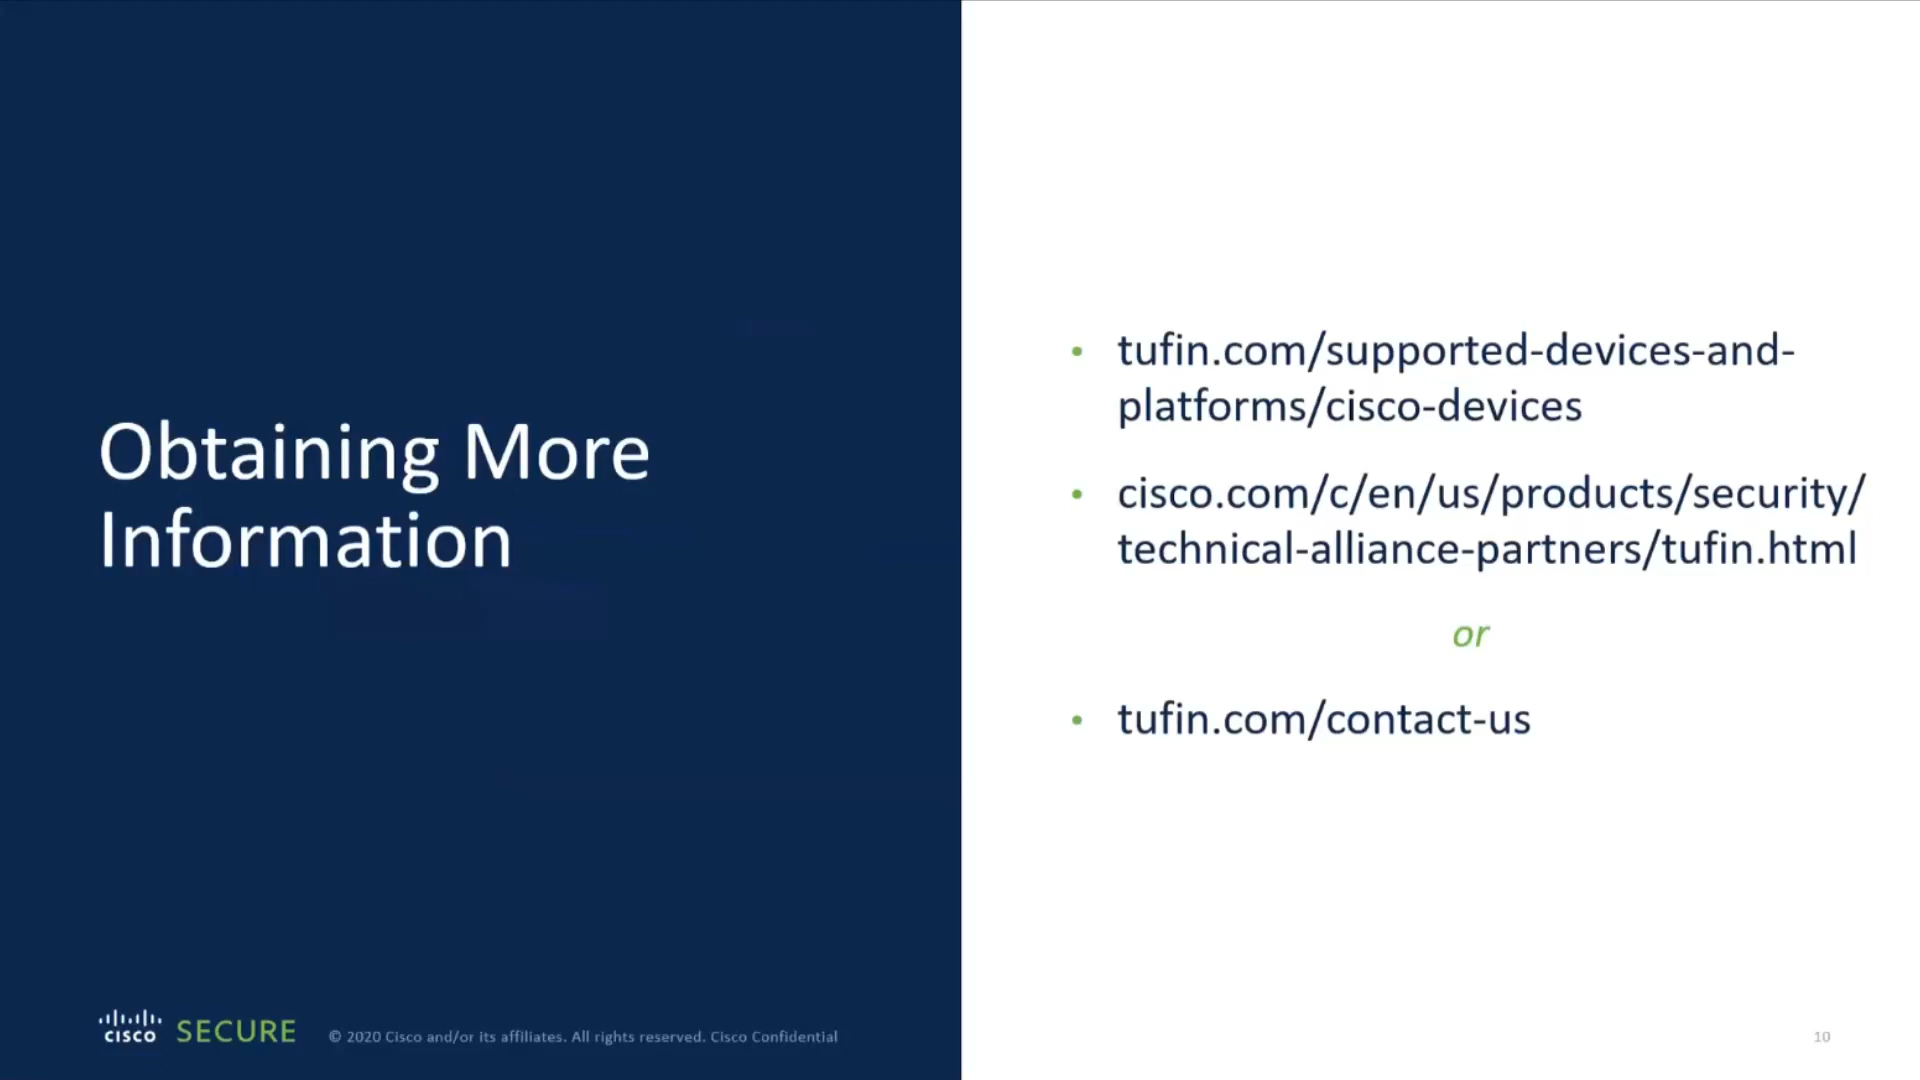 Obtaining More
Information
• tufin.com/supported-devices-and-
platforms/cisco-devices
• cisco.com/c/en/us/products/security/
technical-alliance-partners/tufin.html
or
• tufin.com/contact-us
cisco SECURE © 2020 Cisco and/or its affiliates. All rights reserved. Cisco Confidential
10